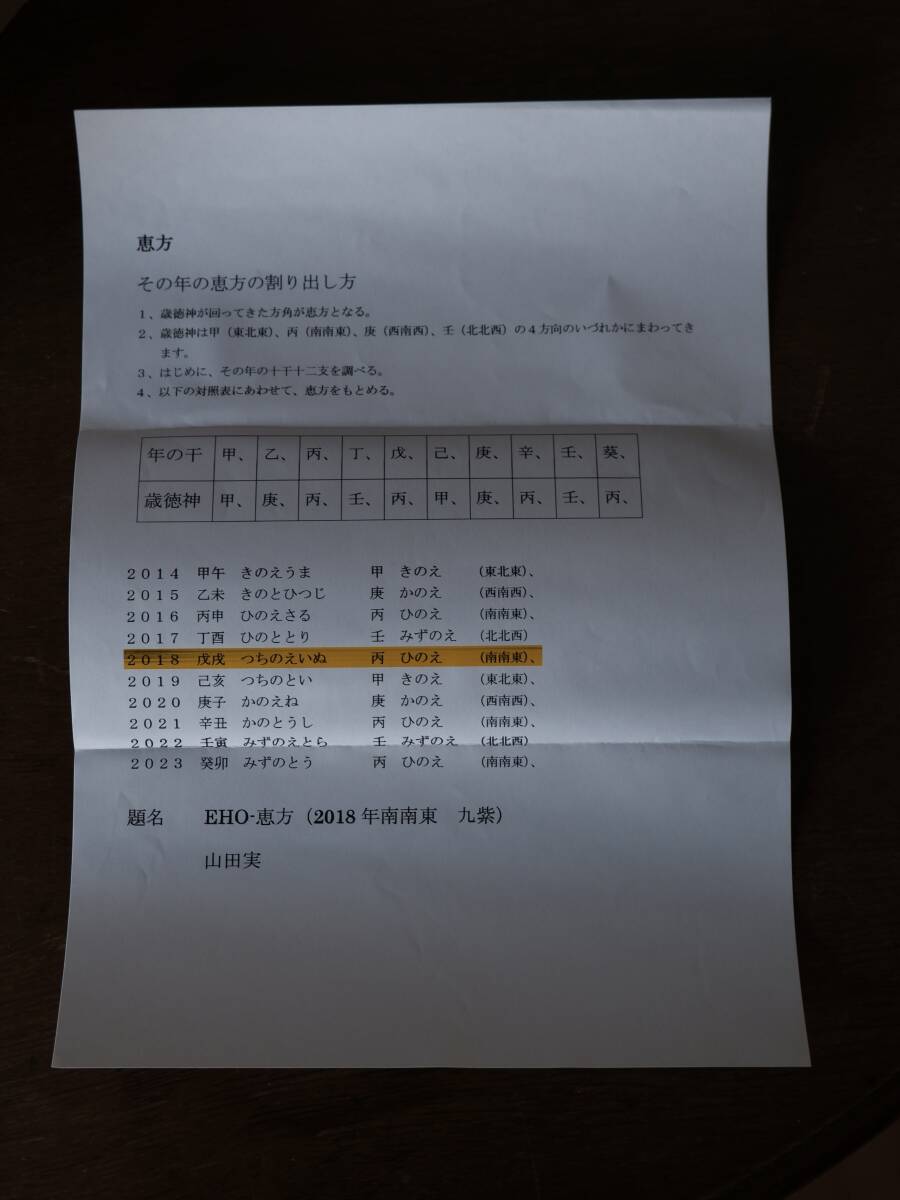 恵方
その年の恵方の割り出し方
1、歳徳神が回ってきた方角が恵方となる。
2、歳徳神は甲（東北東）、丙（南南東）、庚（西南西）、壬（北北西）の4方向のいづれかにまわってき
ます。
3、はじめに、その年の十干十二支を調べる。
4、以下の対照表にあわせて、恵方をもとめる。
年の干 甲、 乙、 丙、 丁、 戊、 己、 庚、 辛、 壬、 葵、
歳徳神 甲、 庚、 丙、 壬、 丙、 甲、 庚、 丙、 壬、 丙、
2014 甲午 きのえうま 甲 きのえ （東北東）、
2015 乙未 きのとひつじ 庚 かのえ （西南西）、
2016 丙申 ひのえさる 丙 ひのえ （南南東）、
2017 丁酉 ひのととり 壬 みずのえ （北北西）
2018 戊戌 つちのえいぬ 丙 ひのえ （南南東）、
2019 己亥 つちのとい 甲 きのえ （東北東）、
2020 庚子 かのえね 庚 かのえ （西南西）、
2021 辛丑 かのとうし 丙 ひのえ （南南東）、
2022 壬寅 みずのえとら 壬 みずのえ （北北西）
2023 癸卯 みずのとう 丙 ひのえ （南南東）、
題名 EHO-恵方（2018年南南東 九紫）
山田実